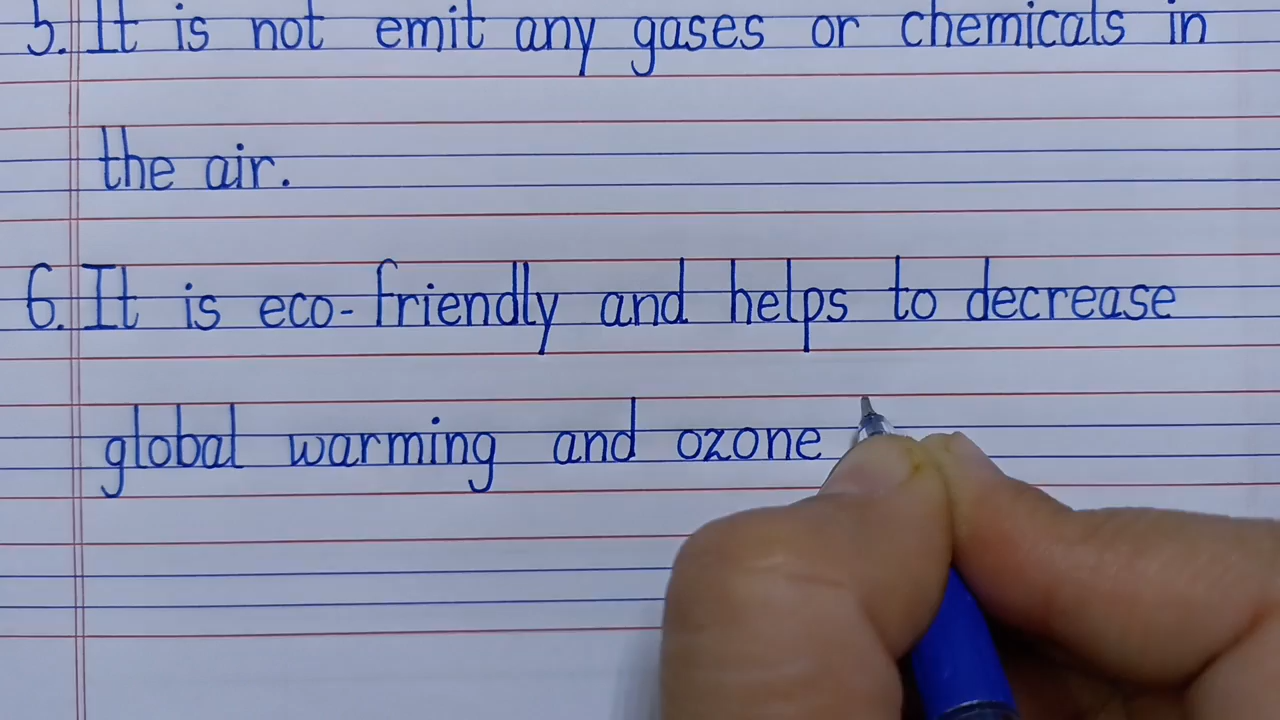 5. It is not emit any gases or chemicals in
the air.
6. It is eco-friendly and helps to decrease
global warming and ozone